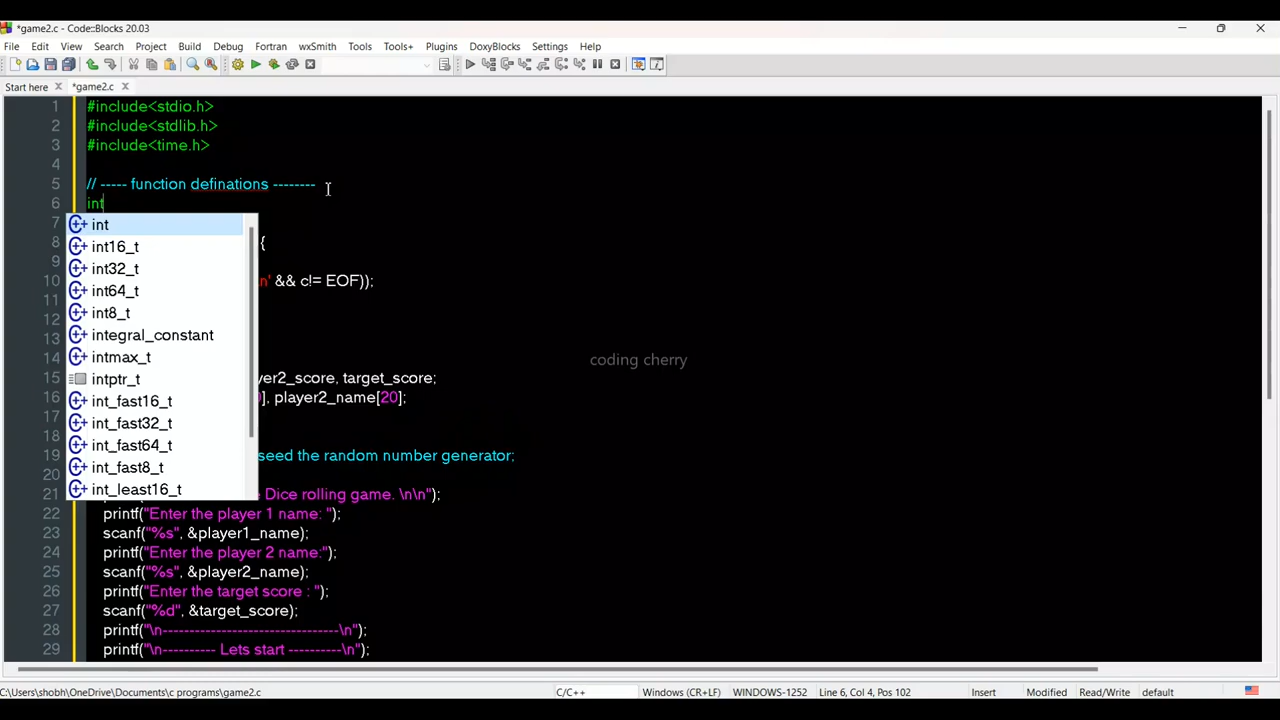 *game2.c - Code::Blocks 20.03
File Edit View Search Project Build Debug Fortran wxSmith Tools Tools+ Plugins DoxyBlocks Settings Help
Start here *game2.c
1 #include<stdio.h>
2 #include<stdlib.h>
3 #include<time.h>
4
5 // ----- function definations --------
6 int
7 int
8 int16_t {
9 int32_t
10 int64_t n' && c!= EOF));
11 int8_t
12
13 integral_constant
14 intmax_t
coding cherry
15 intptr_t yer2_score, target_score;
16 int_fast16_t ], player2_name[20];
17 int_fast32_t
18 int_fast64_t
19 seed the random number generator;
20 int_fast8_t
21 int_least16_t Dice rolling game. \n\n");
22 printf("Enter the player 1 name: ");
23 scanf("%s", &player1_name);
24 printf("Enter the player 2 name:");
25 scanf("%s", &player2_name);
26 printf("Enter the target score : ");
27 scanf("%d", &target_score);
28 printf("\n---------------------------------\n");
29 printf("\n---------- Lets start ----------\n");
C:\Users\shobh\OneDrive\Documents\c programs\game2.c C/C++ Windows (CR+LF) WINDOWS-1252 Line 6, Col 4, Pos 102 Insert Modified Read/Write default